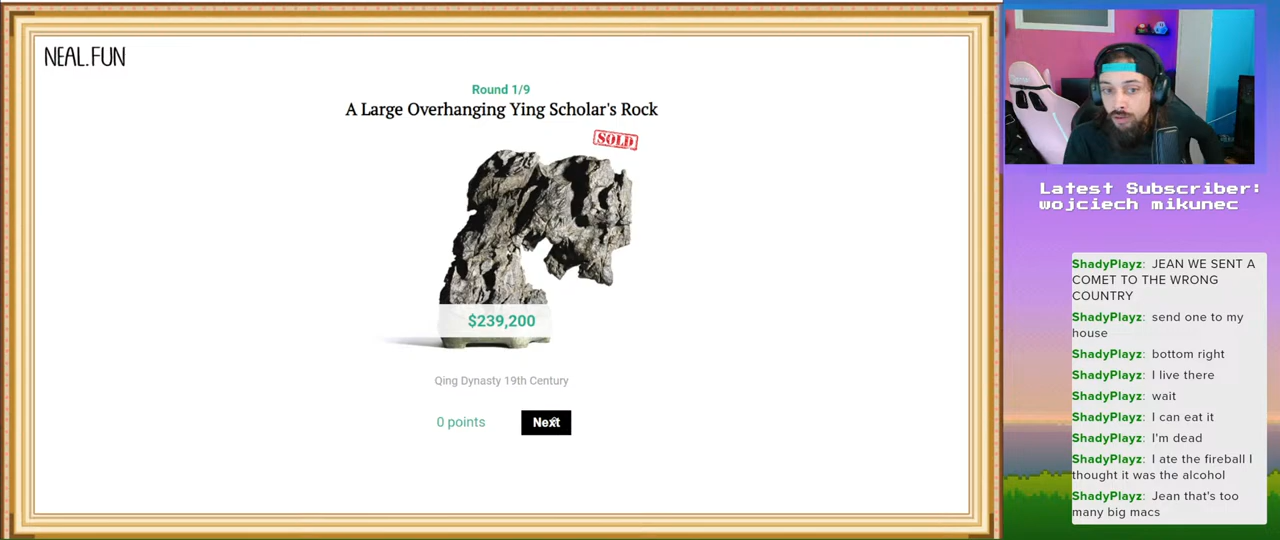 NEAL.FUN
Round 1/9
A Large Overhanging Ying Scholar's Rock
SOLD
$239,200
Qing Dynasty 19th Century
0 points
Next
Latest Subscriber:
wojciech mikunec
ShadyPlayz: JEAN WE SENT A
COMET TO THE WRONG
COUNTRY
ShadyPlayz: send one to my
house
ShadyPlayz: bottom right
ShadyPlayz: I live there
ShadyPlayz: wait
ShadyPlayz: I can eat it
ShadyPlayz: I'm dead
ShadyPlayz: I ate the fireball I
thought it was the alcohol
ShadyPlayz: Jean that's too
many big macs